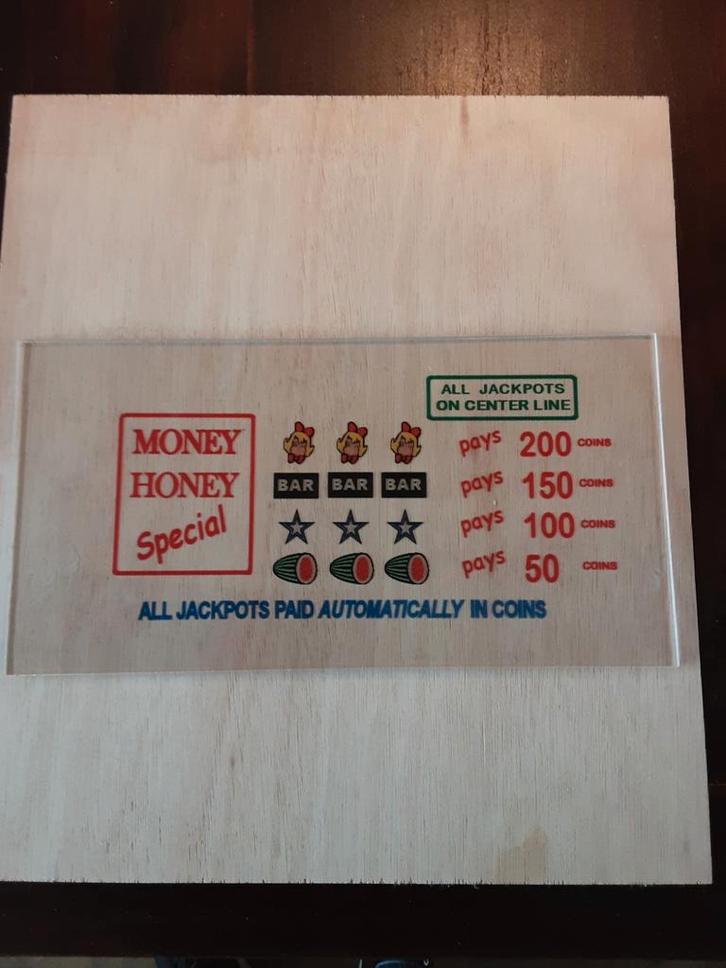 ALL JACKPOTS
ON CENTER LINE
MONEY
HONEY
Special
pays 200 COINS
BAR BAR BAR pays 150 COINS
pays 100 COINS
pays 50 COINS
ALL JACKPOTS PAID AUTOMATICALLY IN COINS